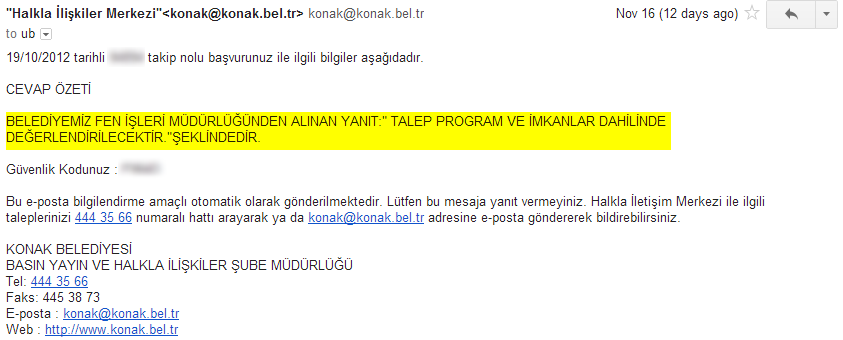 "Halkla İlişkiler Merkezi"<konak@konak.bel.tr> konak@konak.bel.tr Nov 16 (12 days ago)
to ub
19/10/2012 tarihli takip nolu başvurunuz ile ilgili bilgiler aşağıdadır.
CEVAP ÖZETİ
BELEDİYEMİZ FEN İŞLERİ MÜDÜRLÜĞÜNDEN ALINAN YANIT:" TALEP PROGRAM VE İMKANLAR DAHİLİNDE
DEĞERLENDİRİLECEKTİR."ŞEKLİNDEDİR.
Güvenlik Kodunuz :
Bu e-posta bilgilendirme amaçlı otomatik olarak gönderilmektedir. Lütfen bu mesaja yanıt vermeyiniz. Halkla İletişim Merkezi ile ilgili
taleplerinizi 444 35 66 numaralı hattı arayarak ya da konak@konak.bel.tr adresine e-posta göndererek bildirebilirsiniz.
KONAK BELEDİYESİ
BASIN YAYIN VE HALKLA İLİŞKİLER ŞUBE MÜDÜRLÜĞÜ
Tel: 444 35 66
Faks: 445 38 73
E-posta : konak@konak.bel.tr
Web : http://www.konak.bel.tr